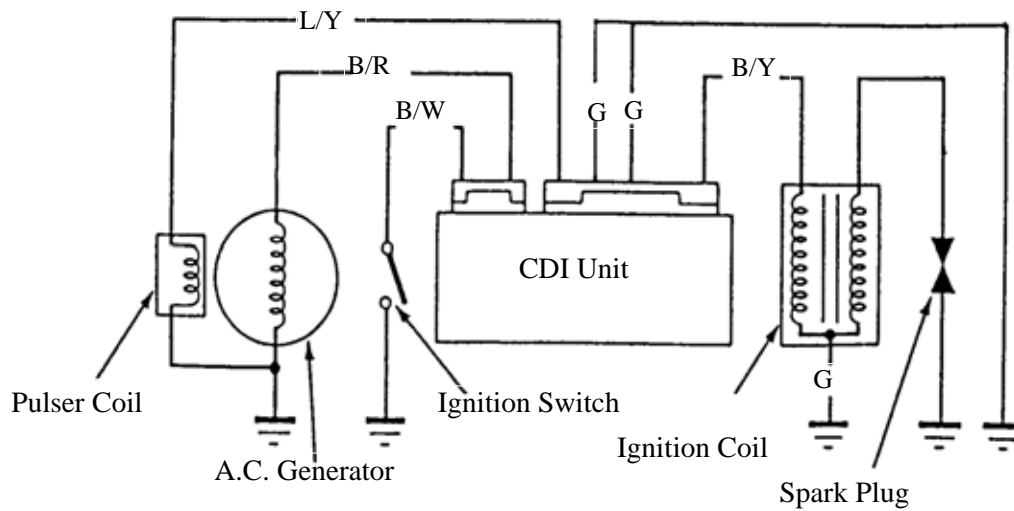 L/Y
B/R
B/Y
B/W
G
G
CDI Unit
G
Pulser Coil
Ignition Switch
Ignition Coil
A.C. Generator
Spark Plug